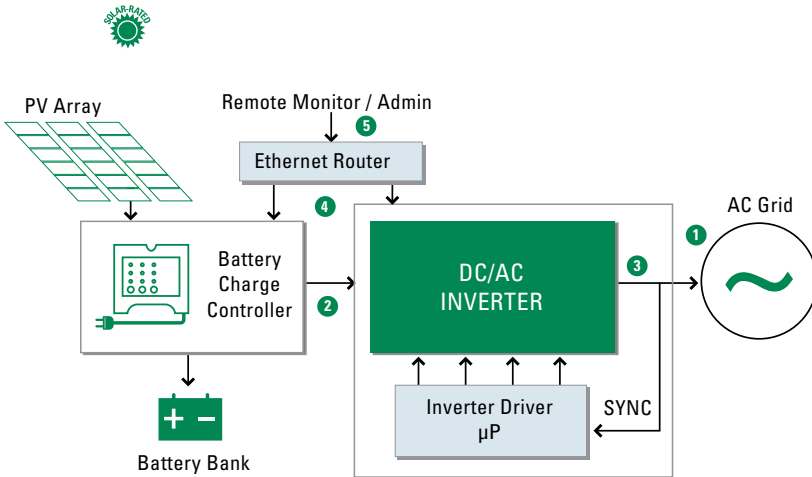 SOLAR-RATED
PV Array
Remote Monitor / Admin
5
Ethernet Router
4
AC Grid
1
Battery
Charge
Controller
2
DC/AC
INVERTER
3
Inverter Driver
µP
SYNC
+ −
Battery Bank